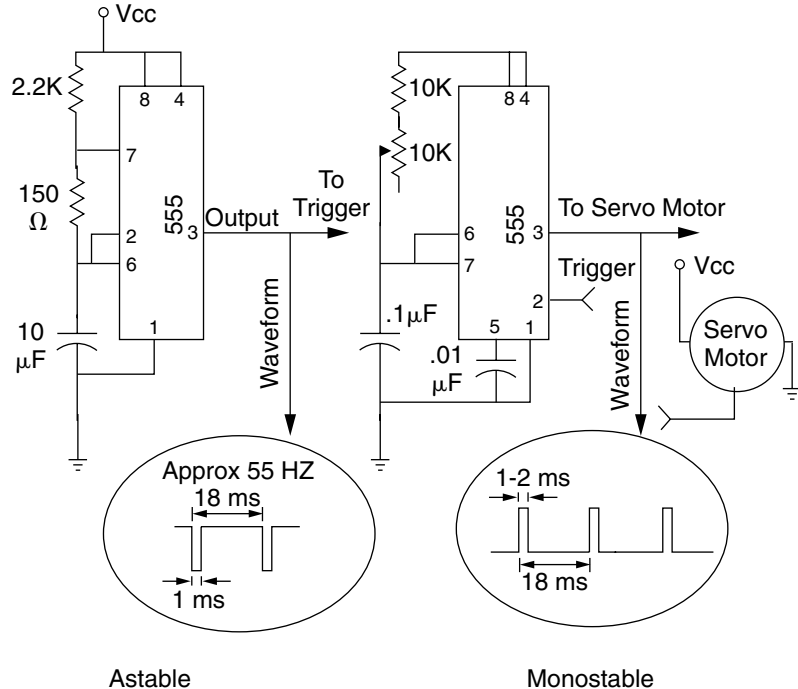 Vcc
2.2K
8 4
7
150
Ω
2
6
555
Output
3
To
Trigger
1
10
μF
Waveform
10K
10K
8 4
6
7
555
3
To Servo Motor
Trigger
2
5 1
.1μF
.01
μF
Waveform
Vcc
Servo
Motor
Approx 55 HZ
18 ms
1 ms
1-2 ms
18 ms
Astable
Monostable